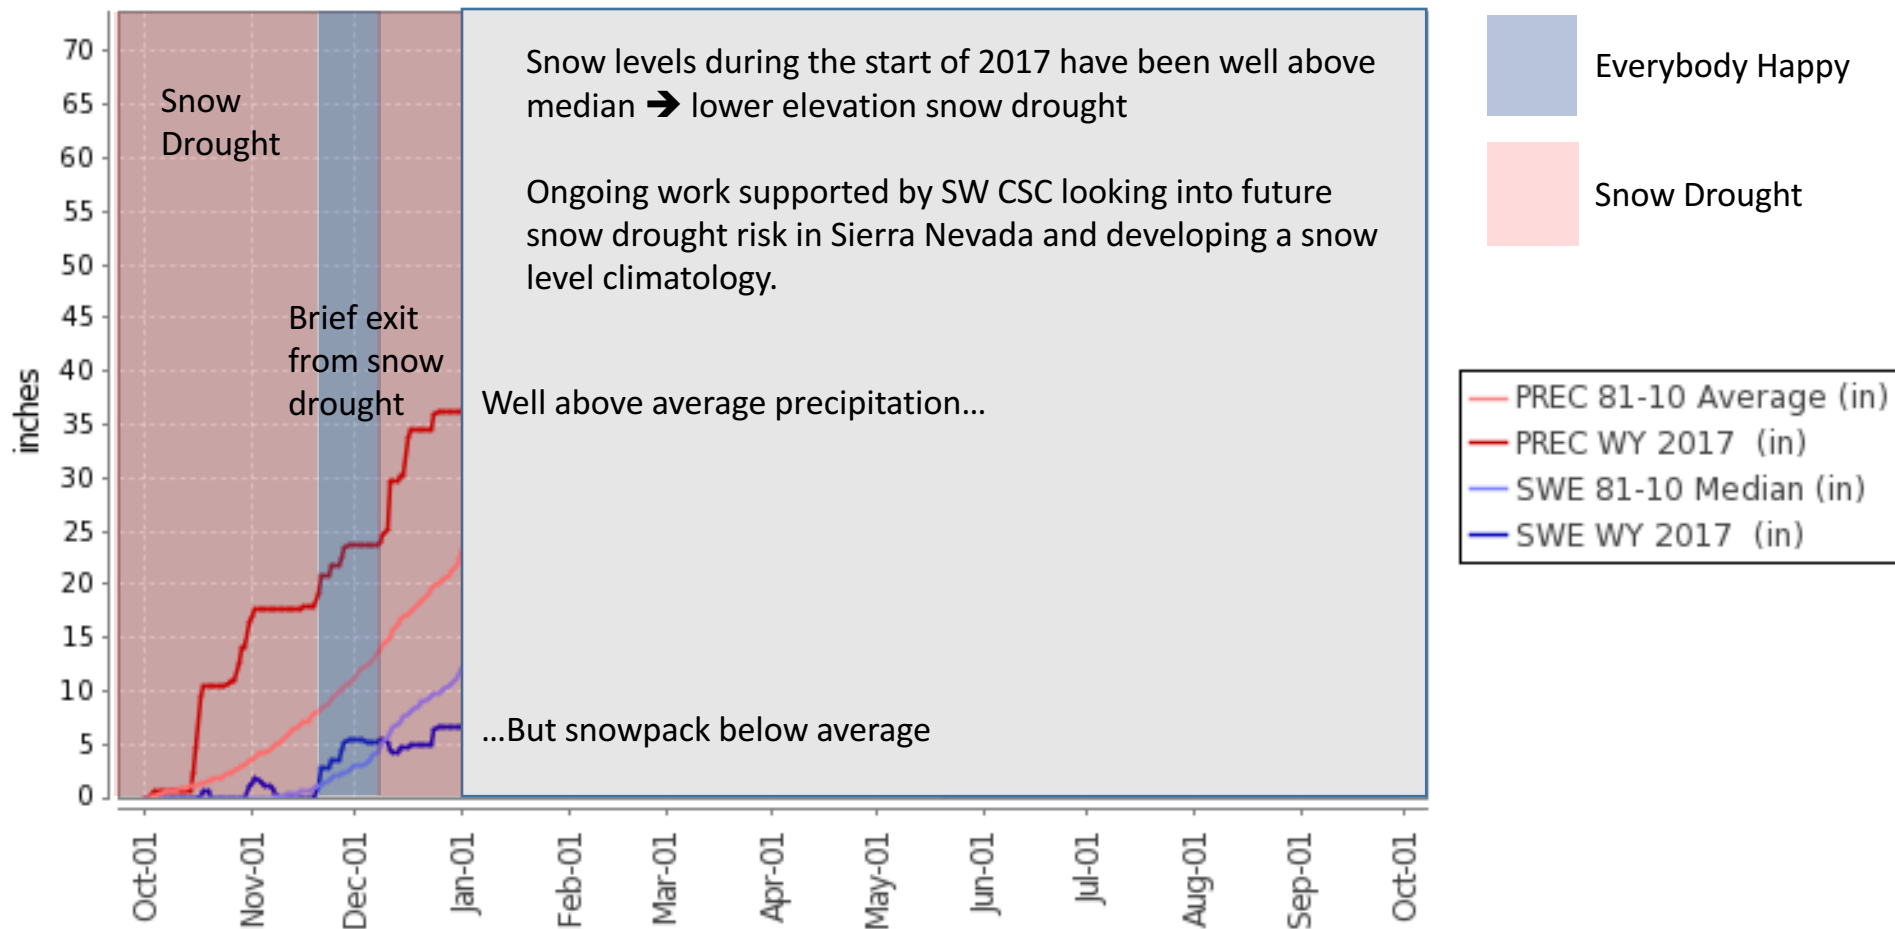 Snow levels during the start of 2017 have been well above
median ➔ lower elevation snow drought
Ongoing work supported by SW CSC looking into future
snow drought risk in Sierra Nevada and developing a snow
level climatology.
Snow
Drought
Brief exit
from snow
drought
Well above average precipitation...
...But snowpack below average
Everybody Happy
Snow Drought
PREC 81-10 Average (in)
PREC WY 2017 (in)
SWE 81-10 Median (in)
SWE WY 2017 (in)
inches
70
65
60
55
50
45
40
35
30
25
20
15
10
5
0
Oct-01
Nov-01
Dec-01
Jan-01
Feb-01
Mar-01
Apr-01
May-01
Jun-01
Jul-01
Aug-01
Sep-01
Oct-01